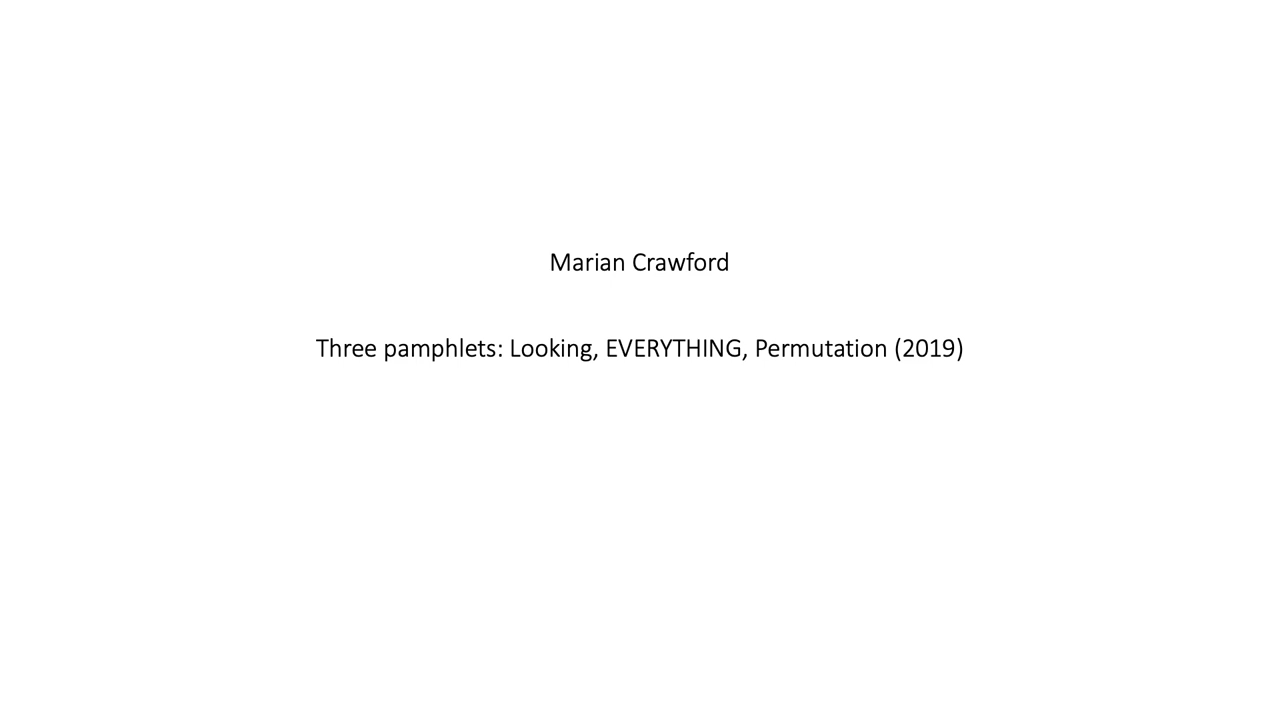 Marian Crawford
Three pamphlets: Looking, EVERYTHING, Permutation (2019)